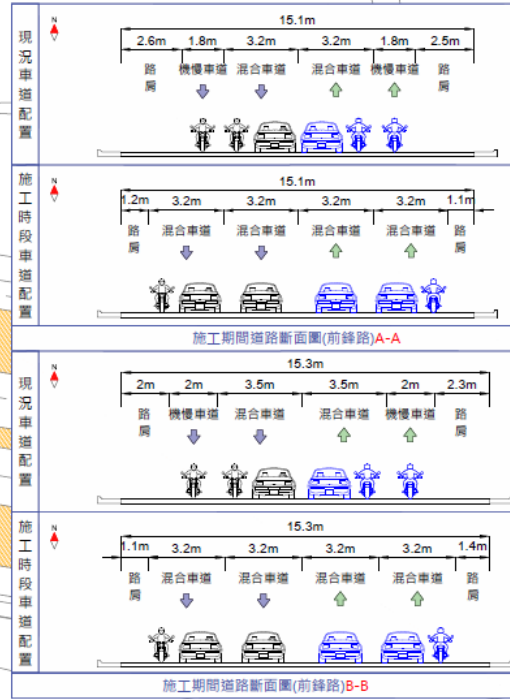 現況車道配置
N
15.1m
2.6m 1.8m 3.2m 3.2m 1.8m 2.5m
路房 機慢車道 混合車道 混合車道 機慢車道 路房
施工時段車道配置
N
15.1m
1.2m 3.2m 3.2m 3.2m 3.2m 1.1m
路房 混合車道 混合車道 混合車道 混合車道 路房
施工期間道路斷面圖(前鋒路)A-A
現況車道配置
N
15.3m
2m 2m 3.5m 3.5m 2m 2.3m
路房 機慢車道 混合車道 混合車道 機慢車道 路房
施工時段車道配置
N
15.3m
1.1m 3.2m 3.2m 3.2m 3.2m 1.4m
路房 混合車道 混合車道 混合車道 混合車道 路房
施工期間道路斷面圖(前鋒路)B-B